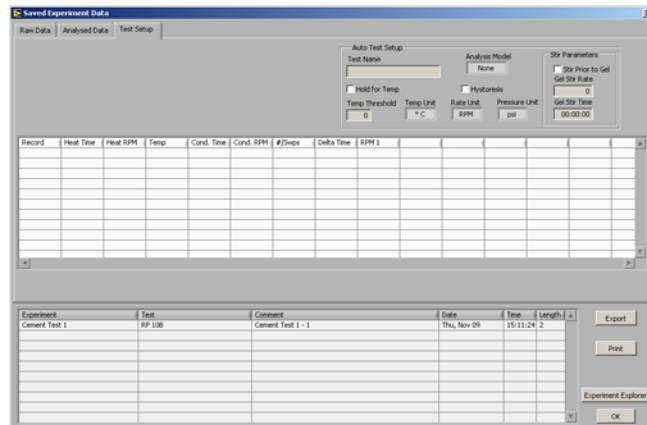 Saved Experiment Data
Raw Data Analysed Data Test Setup
Auto Test Setup
Test Name
Analysis Model
None
Stir Parameters
Stir Prior to Gel
Gel Stir Rate
0
Gel Stir Time
00:00:00
Hold for Temp
Hystoresis
Temp Threshold Temp Unit Rate Unit Pressure Unit
0 ° C RPM psi
Record Heat Time Heat RPM Temp Cond. Time Cond. RPM #/Swps Delta Time RPM 1
Experiment Test Comment Date Time Length
Cement Test 1 RP 10B Cement Test 1 - 1 Thu, Nov 09 15:11:24 2
Export
Print
Experiment Explorer
OK